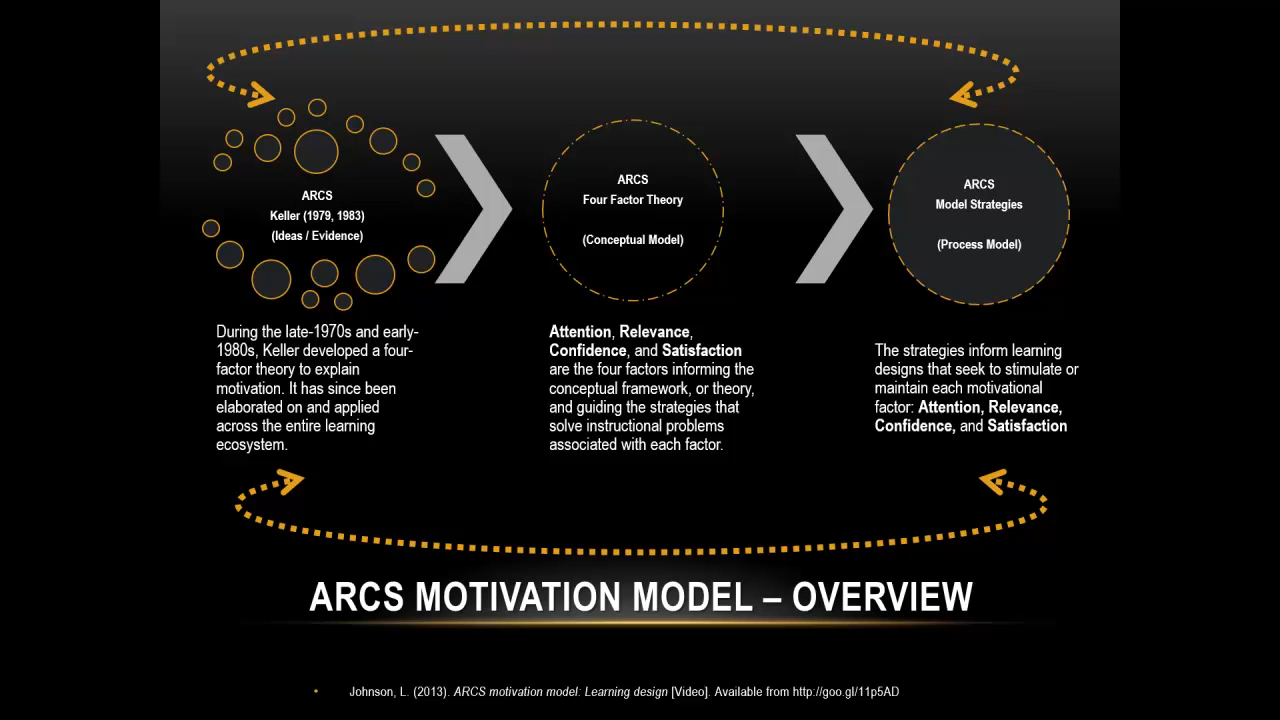 ARCS
Keller (1979, 1983)
(Ideas / Evidence)
ARCS
Four Factor Theory
(Conceptual Model)
ARCS
Model Strategies
(Process Model)
During the late-1970s and early-
1980s, Keller developed a four-
factor theory to explain
motivation. It has since been
elaborated on and applied
across the entire learning
ecosystem.
Attention, Relevance,
Confidence, and Satisfaction
are the four factors informing the
conceptual framework, or theory,
and guiding the strategies that
solve instructional problems
associated with each factor.
The strategies inform learning
designs that seek to stimulate or
maintain each motivational
factor: Attention, Relevance,
Confidence, and Satisfaction
ARCS MOTIVATION MODEL – OVERVIEW
• Johnson, L. (2013). ARCS motivation model: Learning design [Video]. Available from http://goo.gl/11p5AD